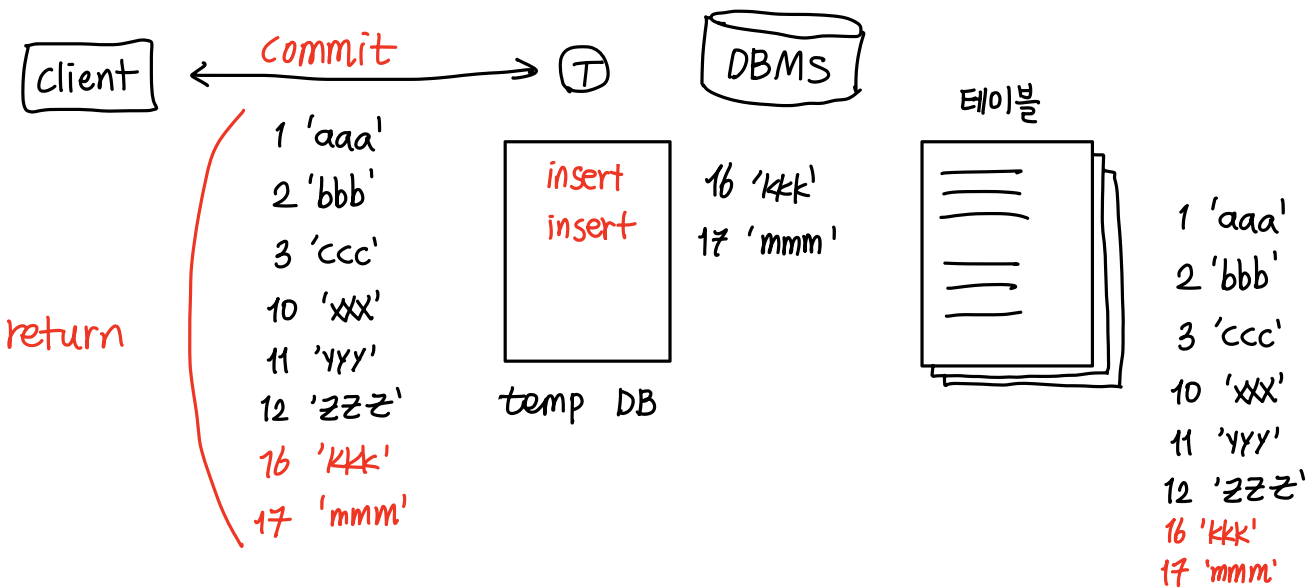 client
commit
T
DBMS
return
1 'aaa'
2 'bbb'
3 'ccc'
10 'xxx'
11 'yyy'
12 'zzz'
16 'kkk'
17 'mmm'
insert
insert
temp DB
16 'kkk'
17 'mmm'
테이블
1 'aaa'
2 'bbb'
3 'ccc'
10 'xxx'
11 'yyy'
12 'zzz'
16 'kkk'
17 'mmm'